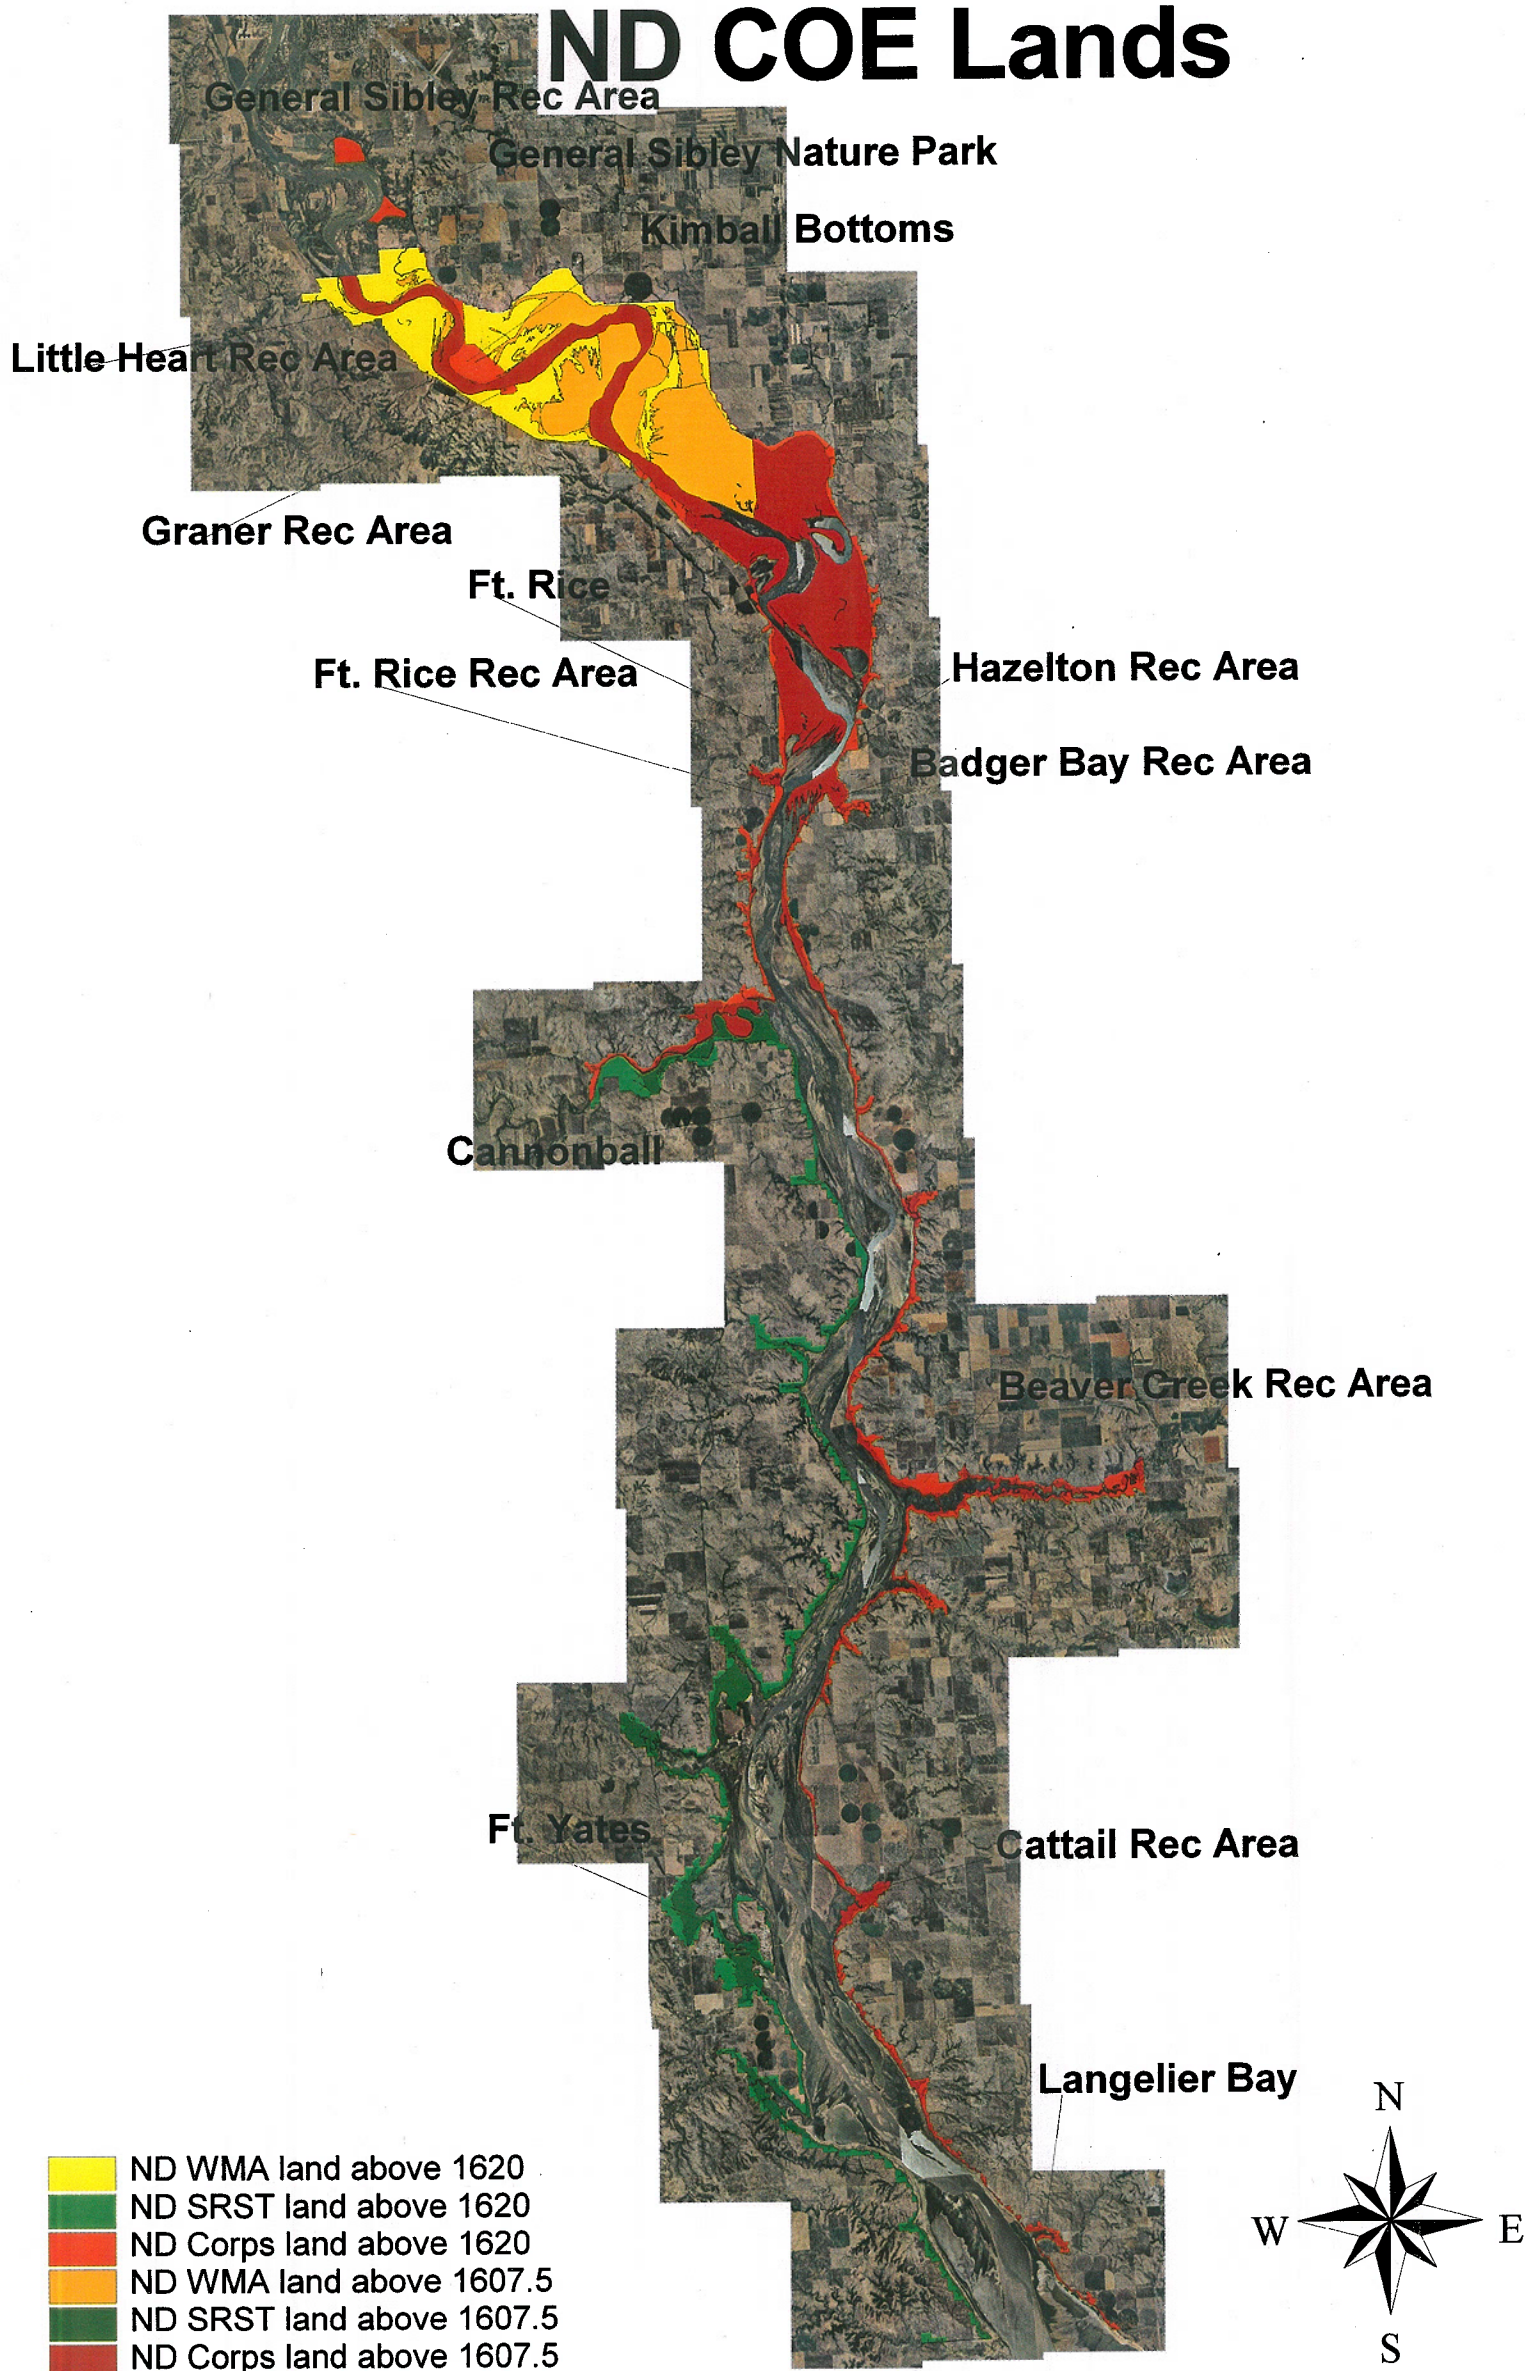 ND COE Lands
General Sibley Rec Area
General Sibley Nature Park
Kimball Bottoms
Little Heart Rec Area
Graner Rec Area
Ft. Rice
Ft. Rice Rec Area
Hazelton Rec Area
Badger Bay Rec Area
Cannonball
Beaver Creek Rec Area
Ft. Yates
Cattail Rec Area
Langelier Bay
N
W
E
S
ND WMA land above 1620
ND SRST land above 1620
ND Corps land above 1620
ND WMA land above 1607.5
ND SRST land above 1607.5
ND Corps land above 1607.5